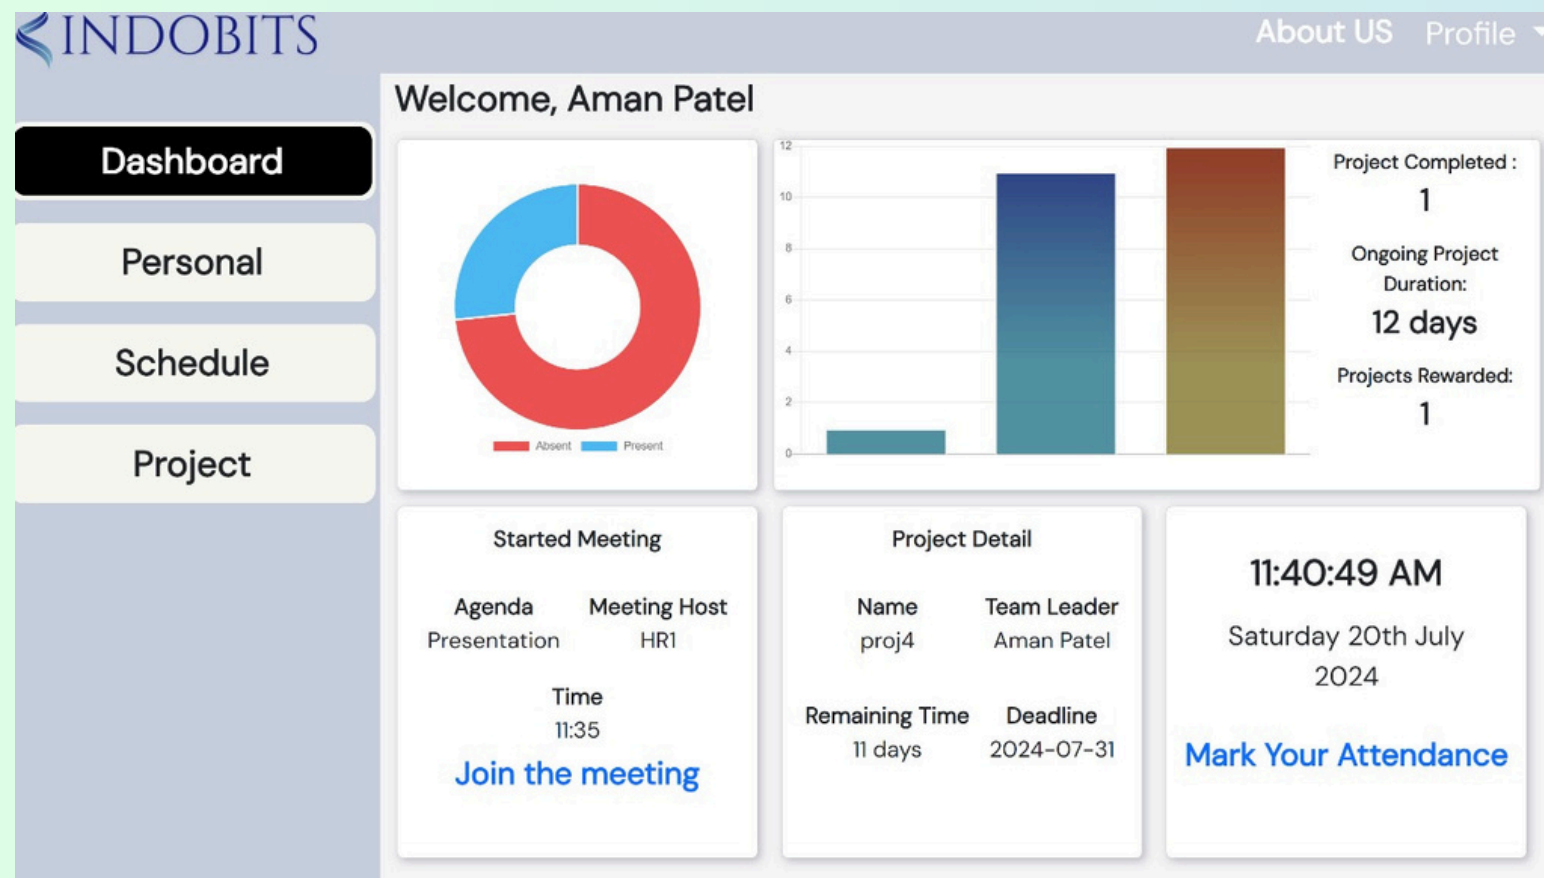 INDOBITS
About US Profile
Dashboard
Personal
Schedule
Project
Welcome, Aman Patel
Absent Present
12
10
8
6
4
2
0
Project Completed :
1
Ongoing Project
Duration:
12 days
Projects Rewarded:
1
Started Meeting
Agenda Meeting Host
Presentation HR1
Time
11:35
Join the meeting
Project Detail
Name Team Leader
proj4 Aman Patel
Remaining Time Deadline
11 days 2024-07-31
11:40:49 AM
Saturday 20th July
2024
Mark Your Attendance